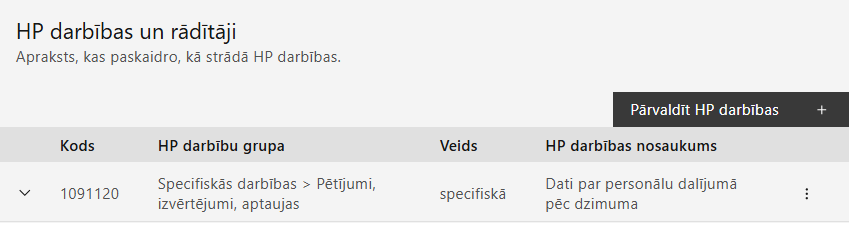 HP darbības un rādītāji
Apraksts, kas paskaidro, kā strādā HP darbības.
Pārvaldīt HP darbības +
Kods HP darbību grupa Veids HP darbības nosaukums
1091120 Specifiskās darbības > Pētījumi, izvērtējumi, aptaujas specifiskā Dati par personālu dalījumā pēc dzimuma